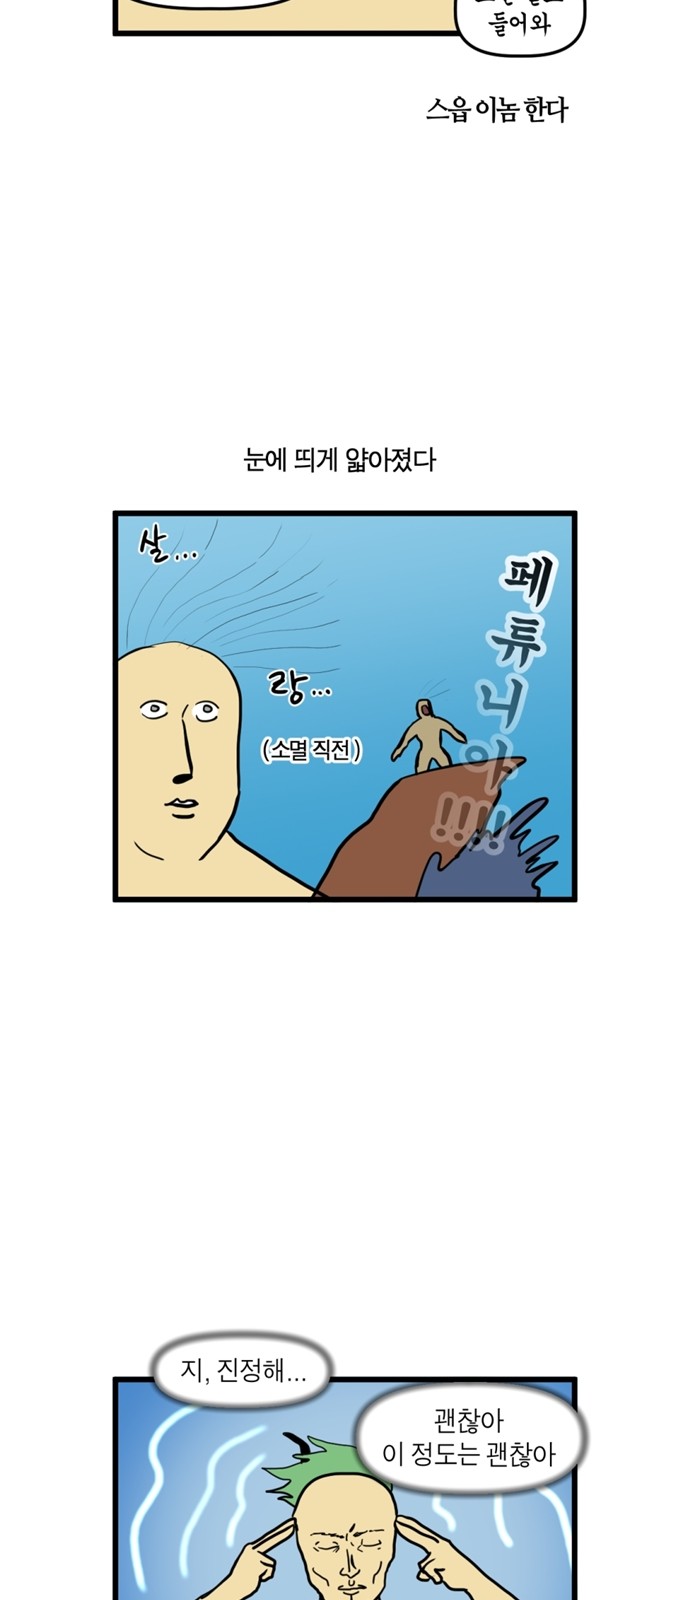 들어와
스읍 이놈 한다
눈에 띄게 얇아졌다
살...
페튜니아!!!!
랑...
(소멸 직전)
지, 진정해...
괜찮아
이 정도는 괜찮아